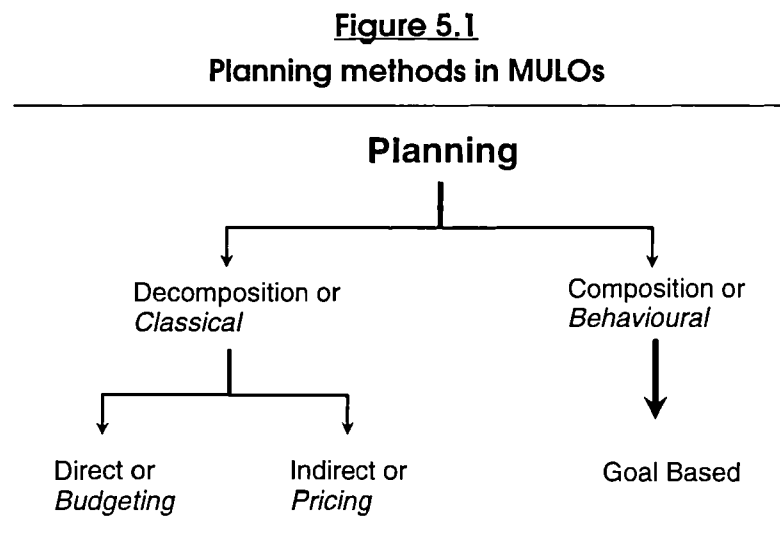 Figure 5.1
Planning methods in MULOs
Planning
Decomposition or
Classical
Composition or
Behavioural
Direct or
Budgeting
Indirect or
Pricing
Goal Based